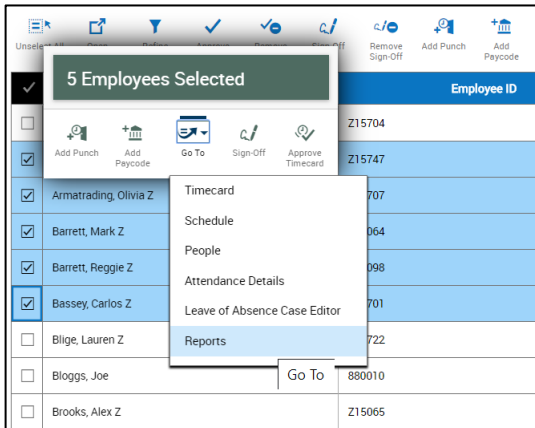 Unselect All
Open
Refine
Approve
Remove
Sign-Off
Remove
Sign-Off
Add Punch
Add
Paycode
5 Employees Selected
Employee ID
Add Punch
Add
Paycode
Go To
Sign-Off
Approve
Timecard
Z15704
Z15747
Armatrading, Olivia Z
707
Barrett, Mark Z
064
Barrett, Reggie Z
098
Bassey, Carlos Z
701
Blige, Lauren Z
722
Bloggs, Joe
880010
Brooks, Alex Z
Z15065
Timecard
Schedule
People
Attendance Details
Leave of Absence Case Editor
Reports
Go To